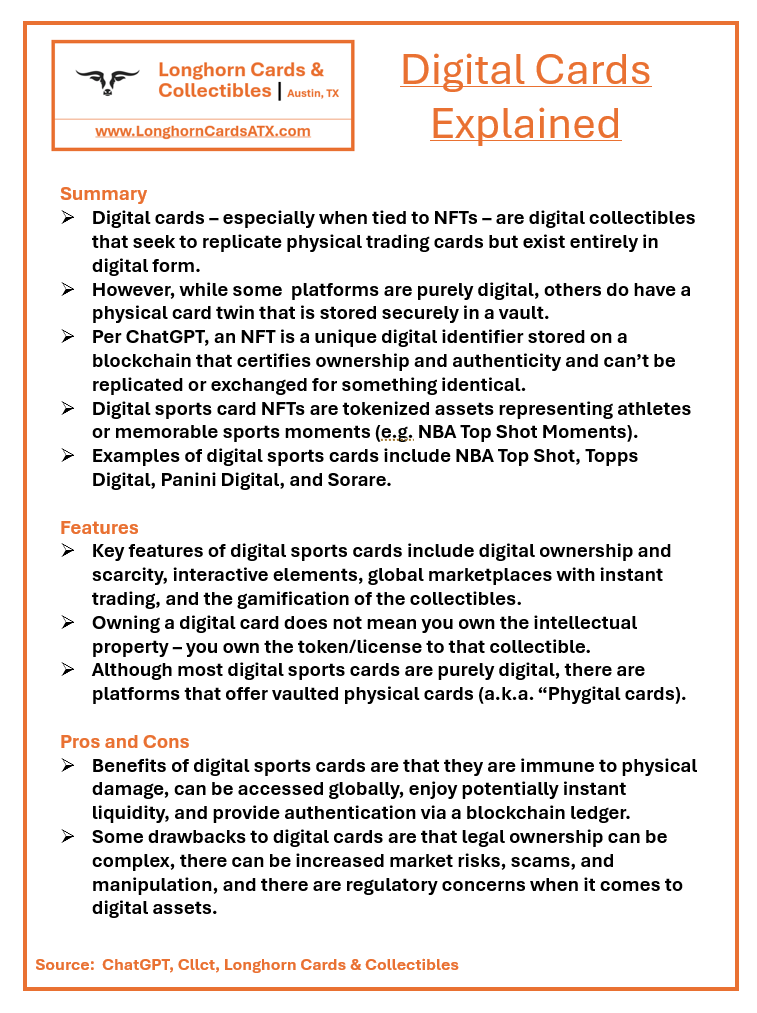 Longhorn Cards &
Collectibles | Austin, TX
www.LonghornCardsATX.com
Digital Cards
Explained
Summary
➢ Digital cards – especially when tied to NFTs – are digital collectibles
that seek to replicate physical trading cards but exist entirely in
digital form.
➢ However, while some  platforms are purely digital, others do have a
physical card twin that is stored securely in a vault.
➢ Per ChatGPT, an NFT is a unique digital identifier stored on a
blockchain that certifies ownership and authenticity and can’t be
replicated or exchanged for something identical.
➢ Digital sports card NFTs are tokenized assets representing athletes
or memorable sports moments (e.g. NBA Top Shot Moments).
➢ Examples of digital sports cards include NBA Top Shot, Topps
Digital, Panini Digital, and Sorare.
Features
➢ Key features of digital sports cards include digital ownership and
scarcity, interactive elements, global marketplaces with instant
trading, and the gamification of the collectibles.
➢ Owning a digital card does not mean you own the intellectual
property – you own the token/license to that collectible.
➢ Although most digital sports cards are purely digital, there are
platforms that offer vaulted physical cards (a.k.a. “Phygital cards).
Pros and Cons
➢ Benefits of digital sports cards are that they are immune to physical
damage, can be accessed globally, enjoy potentially instant
liquidity, and provide authentication via a blockchain ledger.
➢ Some drawbacks to digital cards are that legal ownership can be
complex, there can be increased market risks, scams, and
manipulation, and there are regulatory concerns when it comes to
digital assets.
Source:  ChatGPT, Cllct, Longhorn Cards & Collectibles